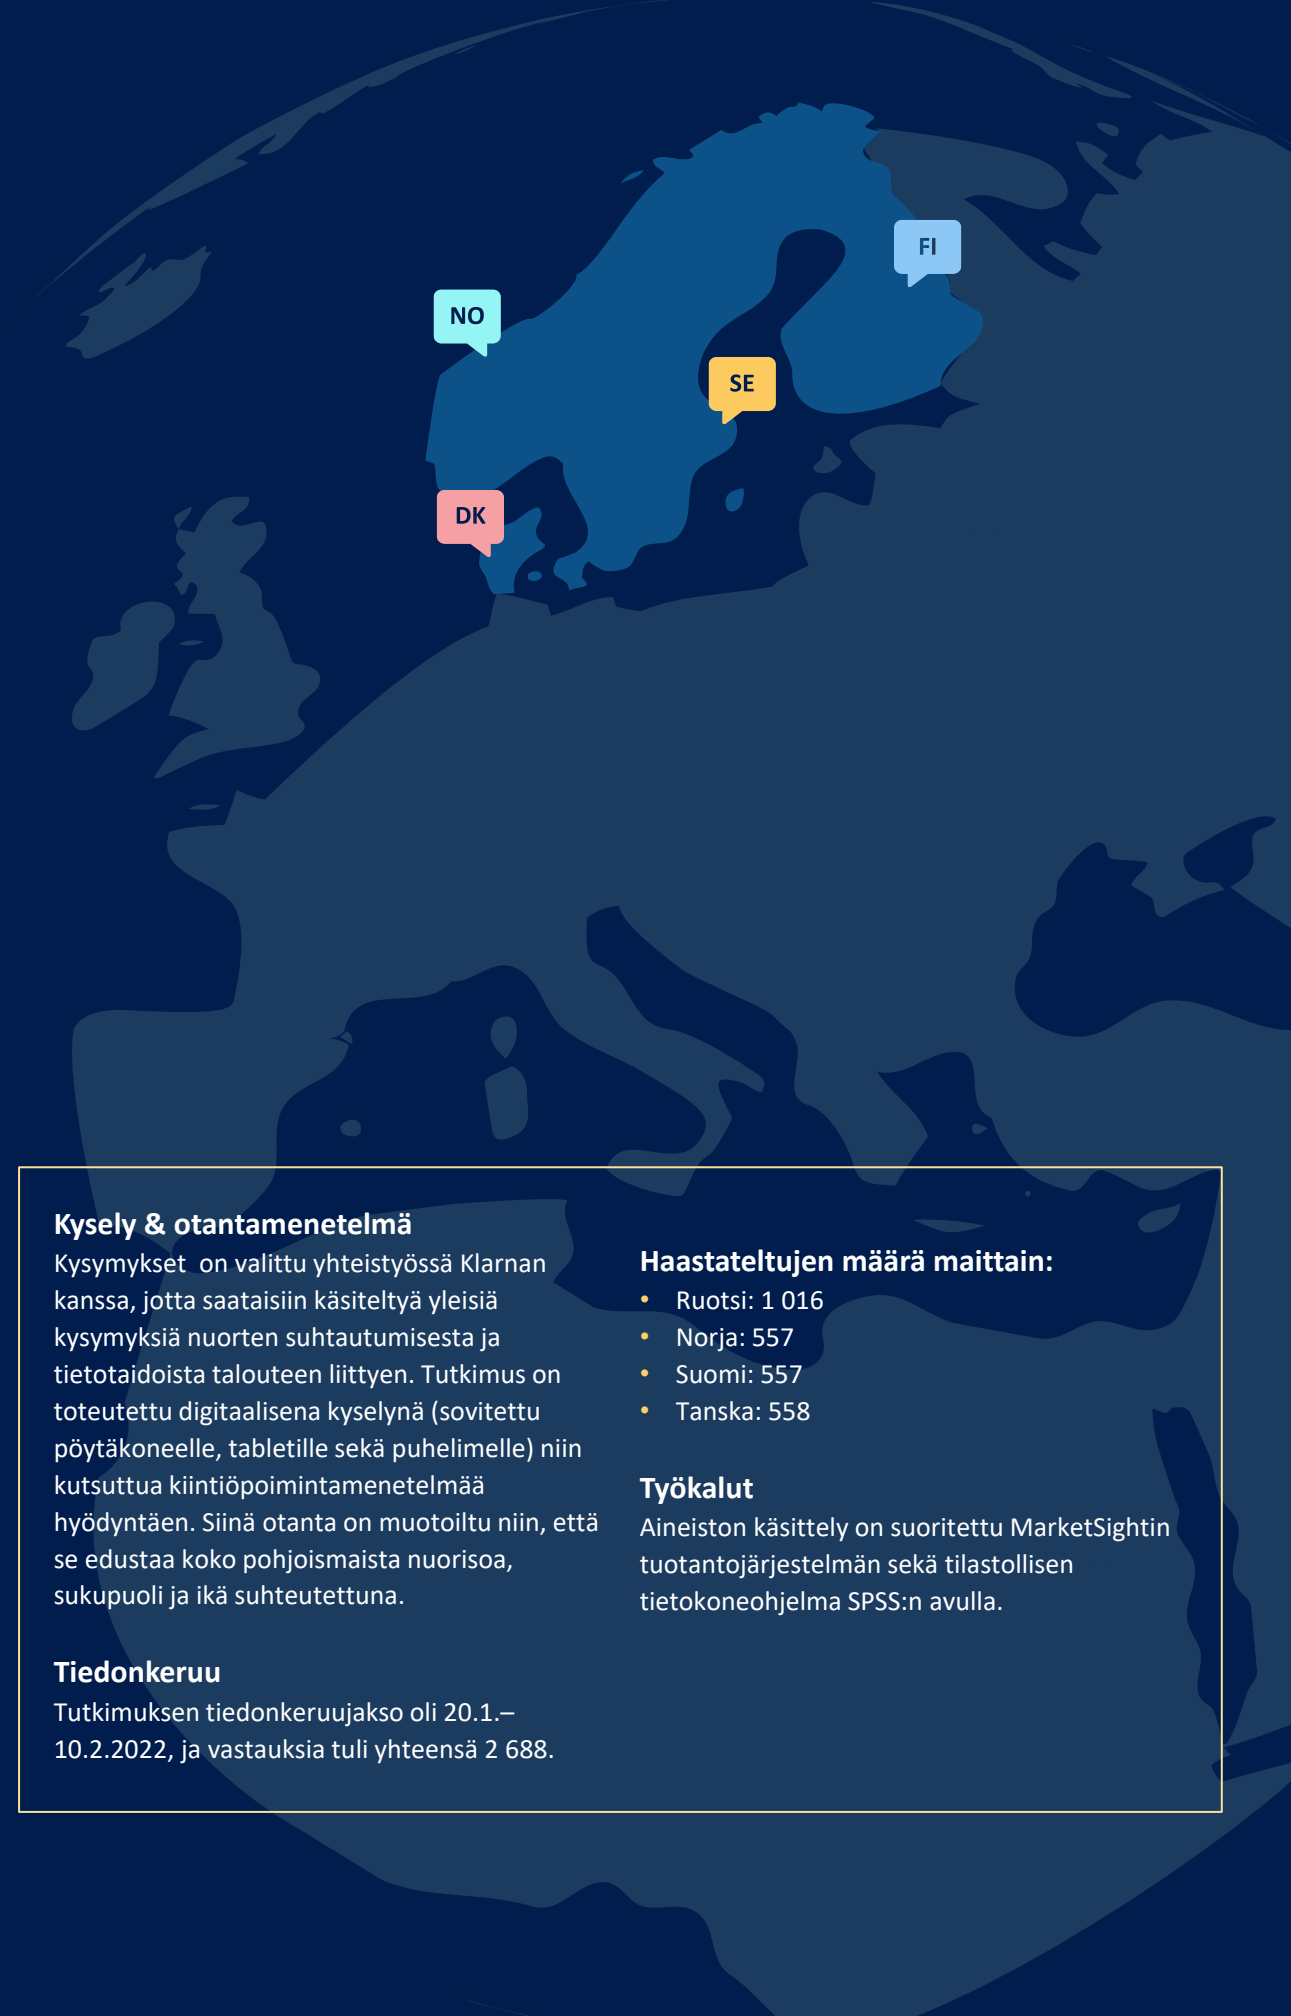 FI
NO
SE
DK
Kysely & otantamenetelmä
Kysymykset on valittu yhteistyössä Klarnan
kanssa, jotta saataisiin käsiteltyä yleisiä
kysymyksiä nuorten suhtautumisesta ja
tietotaidoista talouteen liittyen. Tutkimus on
toteutettu digitaalisena kyselynä (sovitettu
pöytäkoneelle, tabletille sekä puhelimelle) niin
kutsuttua kiintiöpoimintamenetelmää
hyödyntäen. Siinä otanta on muotoiltu niin, että
se edustaa koko pohjoismaista nuorisoa,
sukupuoli ja ikä suhteutettuna.
Tiedonkeruu
Tutkimuksen tiedonkeruujakso oli 20.1.–
10.2.2022, ja vastauksia tuli yhteensä 2 688.
Haastateltujen määrä maittain:
• Ruotsi: 1 016
• Norja: 557
• Suomi: 557
• Tanska: 558
Työkalut
Aineiston käsittely on suoritettu MarketSightin
tuotantojärjestelmän sekä tilastollisen
tietokoneohjelma SPSS:n avulla.